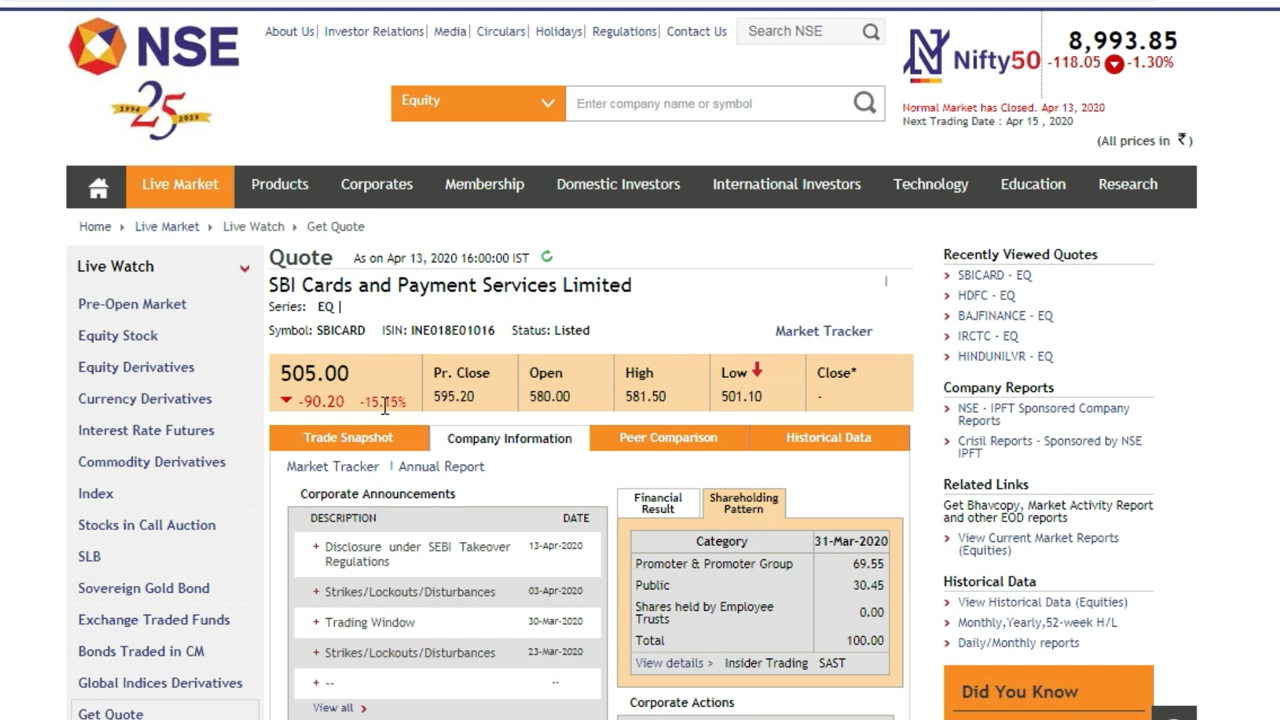 NSE
1994 25 2019
About Us| Investor Relations| Media| Circulars| Holidays| Regulations| Contact Us
Search NSE
Equity
Enter company name or symbol
Nifty50
8,993.85
-118.05 -1.30%
Normal Market has Closed. Apr 13, 2020
Next Trading Date : Apr 15 , 2020
(All prices in ₹)
Live Market Products Corporates Membership Domestic Investors International Investors Technology Education Research
Home Live Market Live Watch Get Quote
Live Watch
Pre-Open Market
Equity Stock
Equity Derivatives
Currency Derivatives
Interest Rate Futures
Commodity Derivatives
Index
Stocks in Call Auction
SLB
Sovereign Gold Bond
Exchange Traded Funds
Bonds Traded in CM
Global Indices Derivatives
Get Quote
Quote As on Apr 13, 2020 16:00:00 IST
SBI Cards and Payment Services Limited
Series: EQ |
Symbol: SBICARD ISIN: INE018E01016 Status: Listed
Market Tracker
505.00
-90.20
Pr. Close Open High Low Close*
595.20 580.00 581.50 501.10 -
Trade Snapshot Company Information Peer Comparison Historical Data
Market Tracker | Annual Report
Corporate Announcements
DESCRIPTION DATE
+ Disclosure under SEBI Takeover 13-Apr-2020
Regulations
+ Strikes/Lockouts/Disturbances 03-Apr-2020
+ Trading Window 30-Mar-2020
+ Strikes/Lockouts/Disturbances 23-Mar-2020
+ -- --
View all
Financial
Result
Shareholding
Pattern
Category 31-Mar-2020
Promoter & Promoter Group 69.55
Public 30.45
Shares held by Employee 0.00
Trusts
Total 100.00
View details > Insider Trading SAST
Corporate Actions
Recently Viewed Quotes
SBICARD - EQ
HDFC - EQ
BAJFINANCE - EQ
IRCTC - EQ
HINDUNILVR - EQ
Company Reports
NSE - IPFT Sponsored Company
Reports
Crisil Reports - Sponsored by NSE
IPFT
Related Links
Get Bhavcopy, Market Activity Report
and other EOD reports
View Current Market Reports
(Equities)
Historical Data
View Historical Data (Equities)
Monthly,Yearly,52-week H/L
Daily/Monthly reports
Did You Know